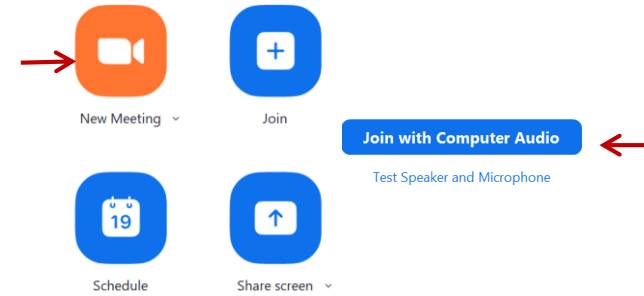 New Meeting
Join
Join with Computer Audio
Test Speaker and Microphone
19
Schedule
Share screen